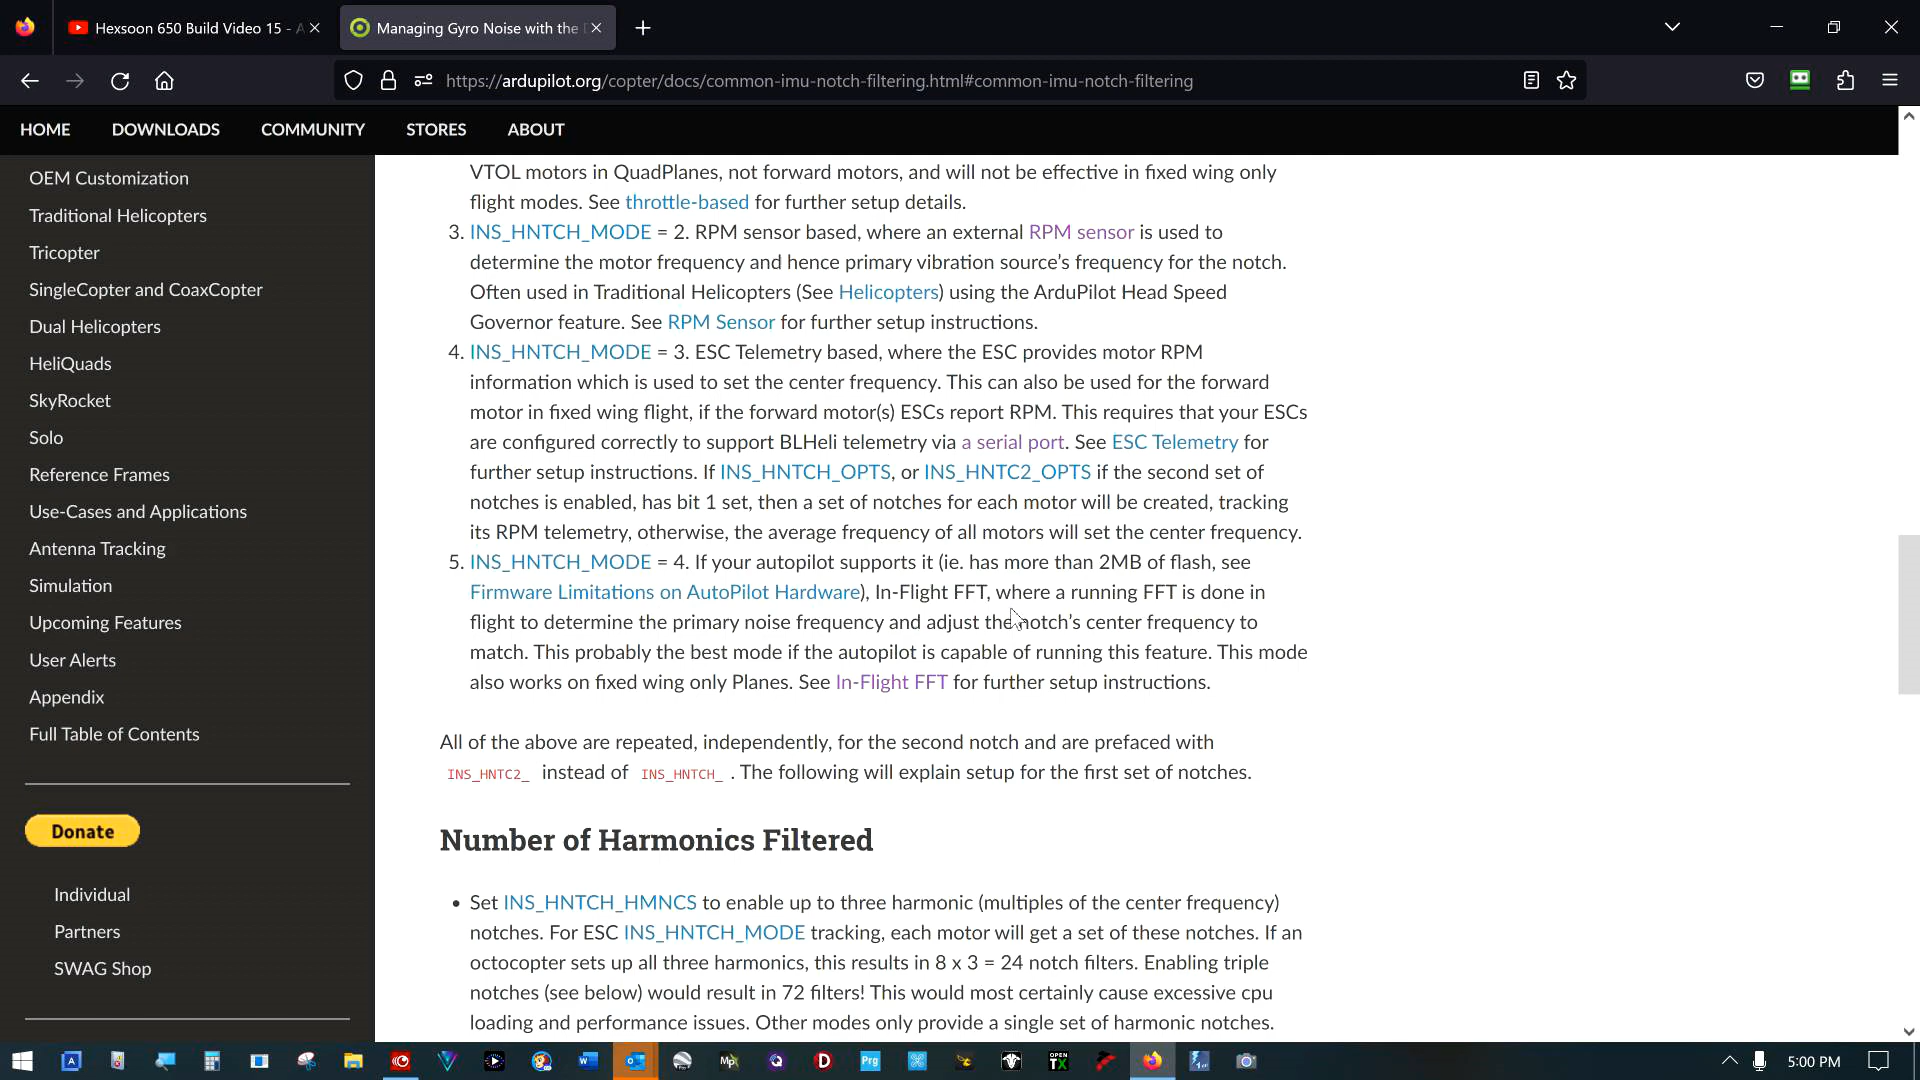 Hexsoon 650 Build Video 15 - A
Managing Gyro Noise with the
https://ardupilot.org/copter/docs/common-imu-notch-filtering.html#common-imu-notch-filtering
HOME DOWNLOADS COMMUNITY STORES ABOUT
OEM Customization
Traditional Helicopters
Tricopter
SingleCopter and CoaxCopter
Dual Helicopters
HeliQuads
SkyRocket
Solo
Reference Frames
Use-Cases and Applications
Antenna Tracking
Simulation
Upcoming Features
User Alerts
Appendix
Full Table of Contents
Donate
Individual
Partners
SWAG Shop
VTOL motors in QuadPlanes, not forward motors, and will not be effective in fixed wing only
flight modes. See throttle-based for further setup details.
3. INS_HNTCH_MODE = 2. RPM sensor based, where an external RPM sensor is used to
determine the motor frequency and hence primary vibration source's frequency for the notch.
Often used in Traditional Helicopters (See Helicopters) using the ArduPilot Head Speed
Governor feature. See RPM Sensor for further setup instructions.
4. INS_HNTCH_MODE = 3. ESC Telemetry based, where the ESC provides motor RPM
information which is used to set the center frequency. This can also be used for the forward
motor in fixed wing flight, if the forward motor(s) ESCs report RPM. This requires that your ESCs
are configured correctly to support BLHeli telemetry via a serial port. See ESC Telemetry for
further setup instructions. If INS_HNTCH_OPTS, or INS_HNTC2_OPTS if the second set of
notches is enabled, has bit 1 set, then a set of notches for each motor will be created, tracking
its RPM telemetry, otherwise, the average frequency of all motors will set the center frequency.
5. INS_HNTCH_MODE = 4. If your autopilot supports it (ie. has more than 2MB of flash, see
Firmware Limitations on AutoPilot Hardware), In-Flight FFT, where a running FFT is done in
flight to determine the primary noise frequency and adjust the notch's center frequency to
match. This probably the best mode if the autopilot is capable of running this feature. This mode
also works on fixed wing only Planes. See In-Flight FFT for further setup instructions.
All of the above are repeated, independently, for the second notch and are prefaced with
INS_HNTC2_ instead of INS_HNTCH_ . The following will explain setup for the first set of notches.
Number of Harmonics Filtered
• Set INS_HNTCH_HMNCS to enable up to three harmonic (multiples of the center frequency)
notches. For ESC INS_HNTCH_MODE tracking, each motor will get a set of these notches. If an
octocopter sets up all three harmonics, this results in 8 x 3 = 24 notch filters. Enabling triple
notches (see below) would result in 72 filters! This would most certainly cause excessive cpu
loading and performance issues. Other modes only provide a single set of harmonic notches.
Mp
Prg
OPEN
TX
5:00 PM